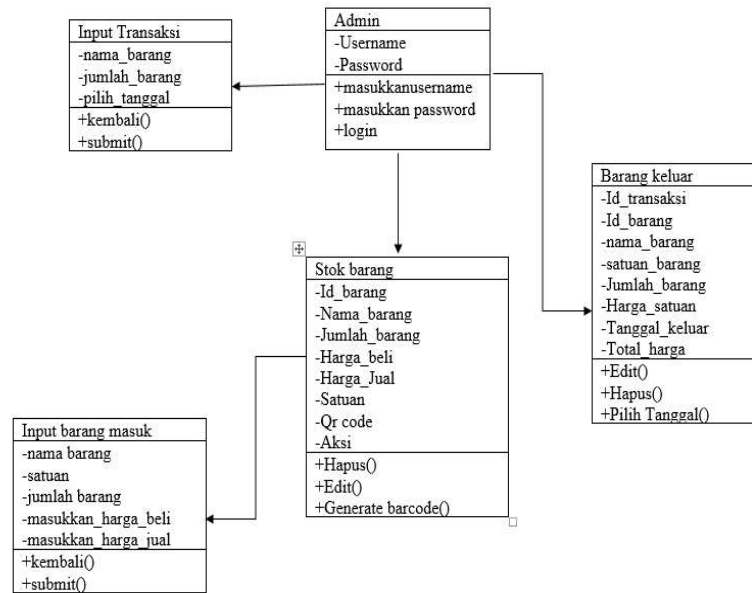 Input Transaksi
-nama_barang
-jumlah_barang
-pilih_tanggal
+kembali()
+submit()
Admin
-Username
-Password
+masukkanusername
+masukkan password
+login
Barang keluar
-Id_transaksi
-Id_barang
-nama_barang
-satuan_barang
-Jumlah_barang
-Harga_satuan
-Tanggal_keluar
-Total_harga
+Edit()
+Hapus()
+Pilih Tanggal()
Stok barang
-Id_barang
-Nama_barang
-Jumlah_barang
-Harga_beli
-Harga_Jual
-Satuan
-Qr code
-Aksi
+Hapus()
+Edit()
+Generate barcode()
Input barang masuk
-nama barang
-satuan
-jumlah barang
-masukkan_harga_beli
-masukkan_harga_jual
+kembali()
+submit()